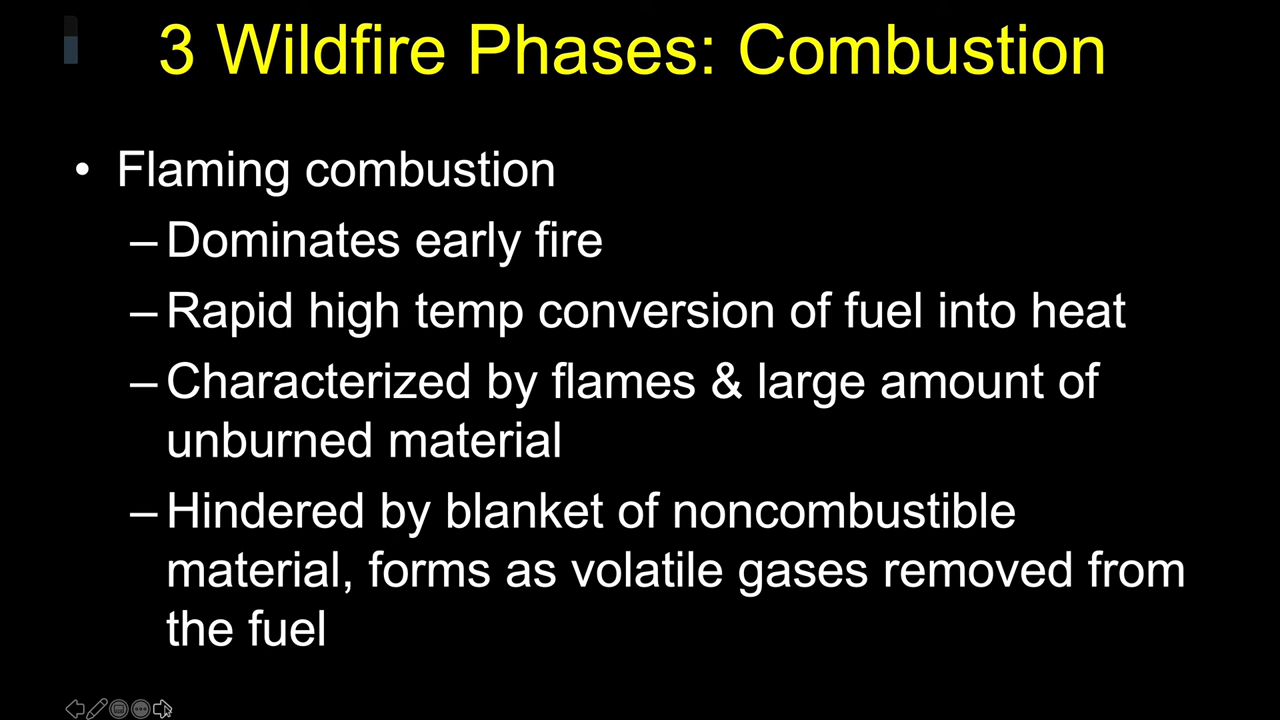 3 Wildfire Phases: Combustion
• Flaming combustion
– Dominates early fire
– Rapid high temp conversion of fuel into heat
– Characterized by flames & large amount of
unburned material
– Hindered by blanket of noncombustible
material, forms as volatile gases removed from
the fuel